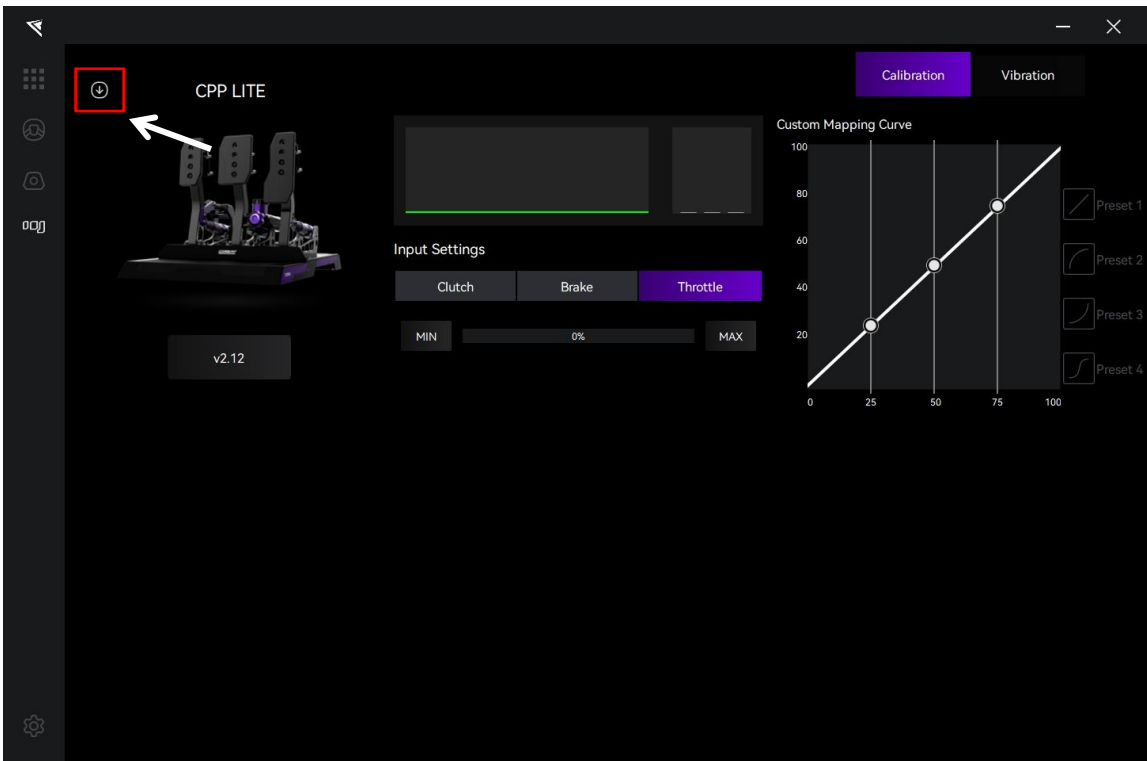 CPP LITE
Calibration Vibration
Custom Mapping Curve
100
80
60
40
20
0 25 50 75 100
Preset 1
Preset 2
Preset 3
Preset 4
Input Settings
Clutch Brake Throttle
MIN 0% MAX
v2.12